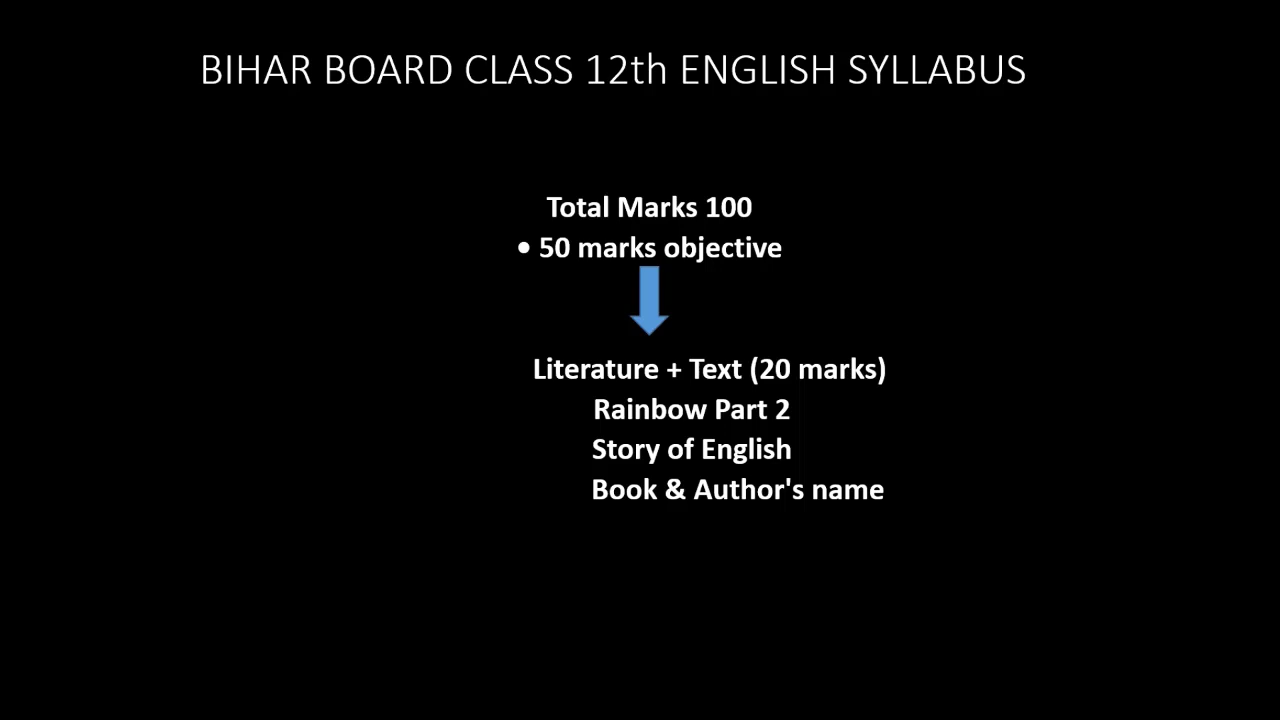 BIHAR BOARD CLASS 12th ENGLISH SYLLABUS
Total Marks 100
• 50 marks objective
Literature + Text (20 marks)
Rainbow Part 2
Story of English
Book & Author's name